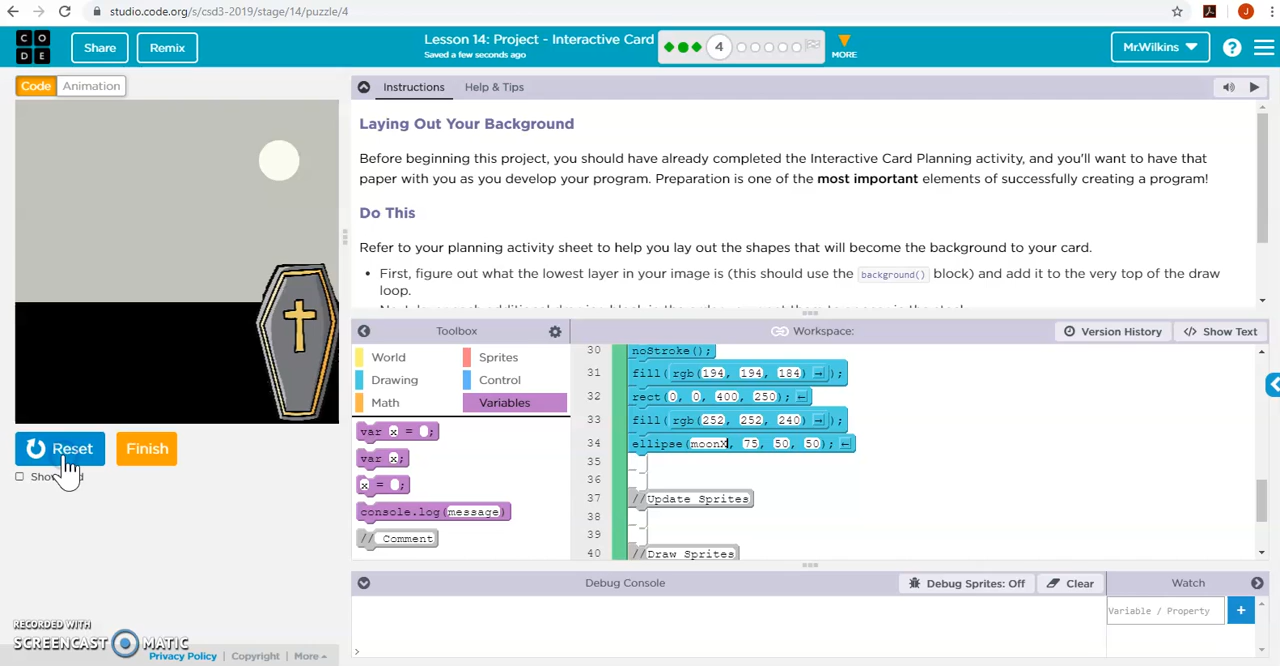 studio.code.org/s/csd3-2019/stage/14/puzzle/4
J
CO
DE
Share
Remix
Lesson 14: Project - Interactive Card
Saved a few seconds ago
4
MORE
Mr.Wilkins
?
Code
Animation
Instructions
Help & Tips
Laying Out Your Background
Before beginning this project, you should have already completed the Interactive Card Planning activity, and you'll want to have that
paper with you as you develop your program. Preparation is one of the most important elements of successfully creating a program!
Do This
Refer to your planning activity sheet to help you lay out the shapes that will become the background to your card.
• First, figure out what the lowest layer in your image is (this should use the background() block) and add it to the very top of the draw
loop.
Toolbox
Workspace:
Version History
</> Show Text
World
Sprites
Drawing
Control
Math
Variables
var x = ;
var x;
x = ;
console.log(message)
// Comment
30 noStroke();
31 fill( rgb(194, 194, 184) );
32 rect(0, 0, 400, 250);
33 fill( rgb(252, 252, 240) );
34 ellipse(moonX, 75, 50, 50);
35
36
37 //Update Sprites
38
39
40 //Draw Sprites
Reset
Finish
Debug Console
Debug Sprites: Off
Clear
Watch
Variable / Property
+
>
RECORDED WITH
SCREENCAST MATIC
Privacy Policy
Copyright
More